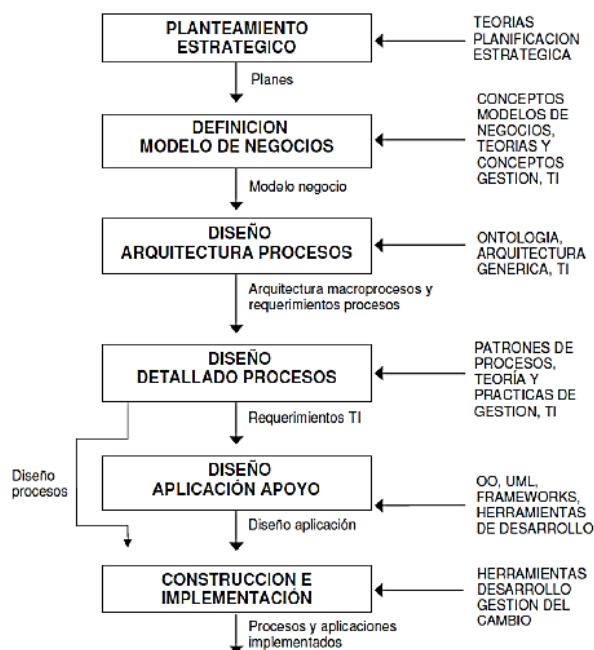 PLANTEAMIENTO
ESTRATEGICO
TEORIAS
PLANIFICACION
ESTRATEGICA
Planes
DEFINICION
MODELO DE NEGOCIOS
CONCEPTOS
MODELOS DE
NEGOCIOS,
TEORIAS Y
CONCEPTOS
GESTION, TI
Modelo negocio
DISEÑO
ARQUITECTURA PROCESOS
ONTOLOGIA,
ARQUITECTURA
GENERICA, TI
Arquitectura macroprocesos y
requerimientos procesos
DISEÑO
DETALLADO PROCESOS
PATRONES DE
PROCESOS,
TEORÍA Y
PRACTICAS DE
GESTION, TI
Requerimientos TI
Diseño
procesos
DISEÑO
APLICACIÓN APOYO
OO, UML,
FRAMEWORKS,
HERRAMIENTAS
DE DESARROLLO
Diseño aplicación
CONSTRUCCION E
IMPLEMENTACIÓN
HERRAMIENTAS
DESARROLLO
GESTION DEL
CAMBIO
Procesos y aplicaciones
implementados